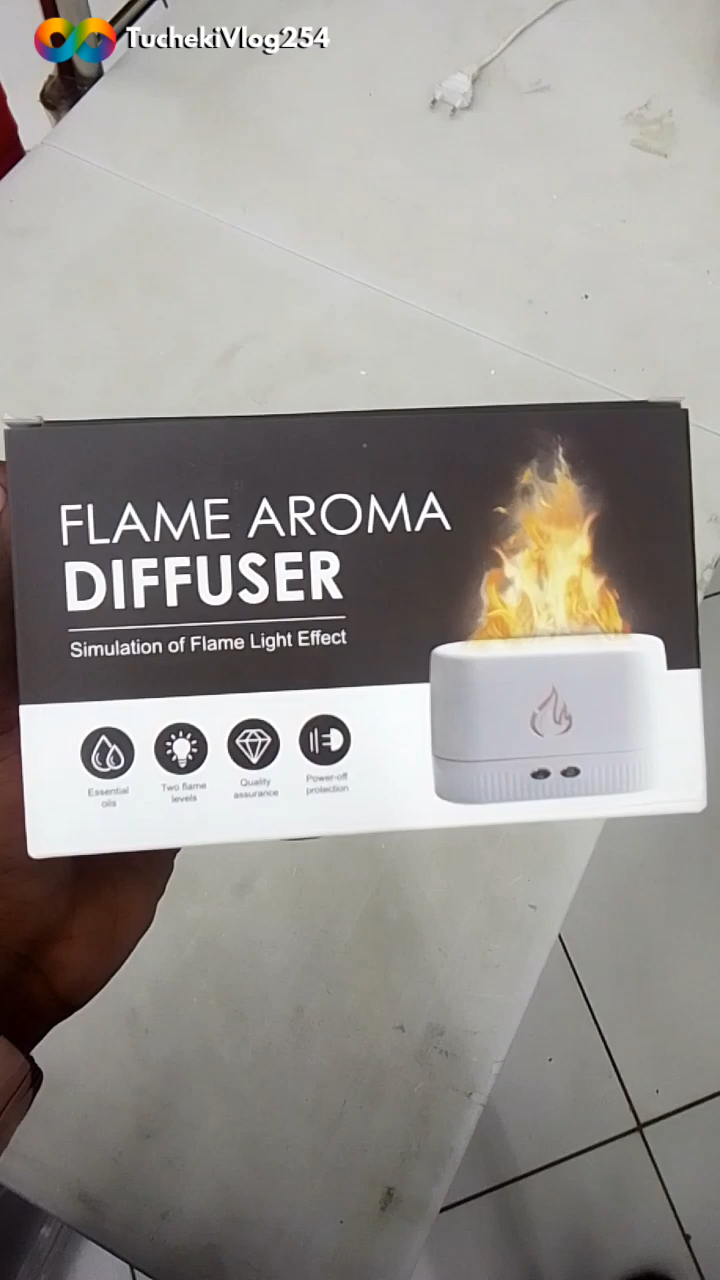 TuchekiVlog254
FLAME AROMA
DIFFUSER
Simulation of Flame Light Effect
Essential
oils
Two flame
levels
Quality
assurance
Power-off
protection